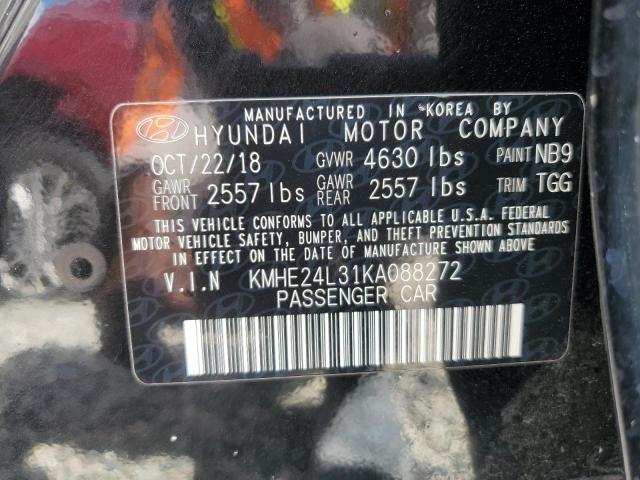 MANUFACTURED IN KOREA BY
HYUNDAI MOTOR COMPANY
OCT/22/18 GVWR 4630 lbs PAINT NB9
GAWR FRONT 2557 lbs GAWR REAR 2557 lbs TRIM TGG
THIS VEHICLE CONFORMS TO ALL APPLICABLE U.S.A. FEDERAL
MOTOR VEHICLE SAFETY, BUMPER, AND THEFT PREVENTION STANDARDS
IN EFFECT ON THE DATE OF MANUFACTURE SHOWN ABOVE
V.I.N KMHE24L31KA088272
PASSENGER CAR